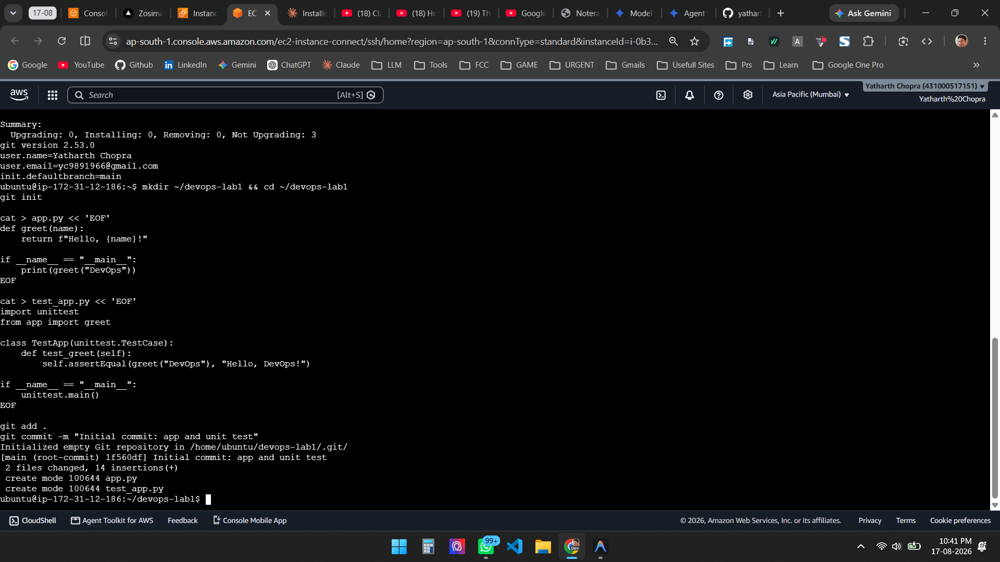 17-08
Consol
Zosima
Instanc
EC
Installin
(18) Cl
(18) Ho
(19) Th
Google
Notera
Model
Agent
yathart
Ask Gemini
ap-south-1.console.aws.amazon.com/ec2-instance-connect/ssh/home?region=ap-south-1&connType=standard&instanceId=i-0b3...
Google
YouTube
Github
LinkedIn
Gemini
ChatGPT
Claude
LLM
Tools
FCC
GAME
URGENT
Gmails
Usefull Sites
Prs
Learn
Google One Pro
aws
Search
[Alt+S]
Asia Pacific (Mumbai)
Yatharth Chopra (431000517151)
Yatharth%20Chopra
Summary:
  Upgrading: 0, Installing: 0, Removing: 0, Not Upgrading: 3
git version 2.53.0
user.name=Yatharth Chopra
user.email=yc9891966@gmail.com
init.defaultbranch=main
ubuntu@ip-172-31-12-186:~$ mkdir ~/devops-lab1 && cd ~/devops-lab1
git init
cat > app.py << 'EOF'
def greet(name):
    return f"Hello, {name}!"
if __name__ == "__main__":
    print(greet("DevOps"))
EOF
cat > test_app.py << 'EOF'
import unittest
from app import greet
class TestApp(unittest.TestCase):
    def test_greet(self):
        self.assertEqual(greet("DevOps"), "Hello, DevOps!")
if __name__ == "__main__":
    unittest.main()
EOF
git add .
git commit -m "Initial commit: app and unit test"
Initialized empty Git repository in /home/ubuntu/devops-lab1/.git/
[main (root-commit) 1f560df] Initial commit: app and unit test
 2 files changed, 14 insertions(+)
 create mode 100644 app.py
 create mode 100644 test_app.py
ubuntu@ip-172-31-12-186:~/devops-lab1$
CloudShell
Agent Toolkit for AWS
Feedback
Console Mobile App
© 2026, Amazon Web Services, Inc. or its affiliates.
Privacy
Terms
Cookie preferences
99+
Dev
10:41 PM
17-08-2026